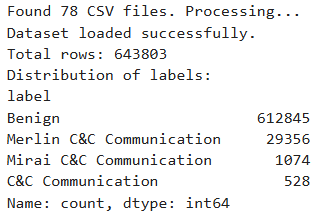 Found 78 CSV files. Processing...
Dataset loaded successfully.
Total rows: 643803
Distribution of labels:
label
Benign 612845
Merlin C&C Communication 29356
Mirai C&C Communication 1074
C&C Communication 528
Name: count, dtype: int64